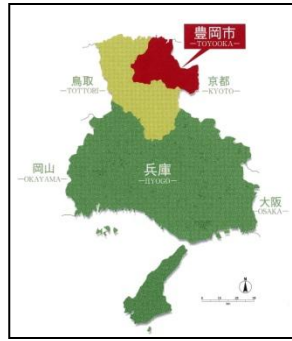 豊岡市
—TOYOOKA—
鳥取
—TOTTORI—
京都
—KYOTO—
岡山
—OKAYAMA—
兵庫
—HYOGO—
大阪
—OSAKA—